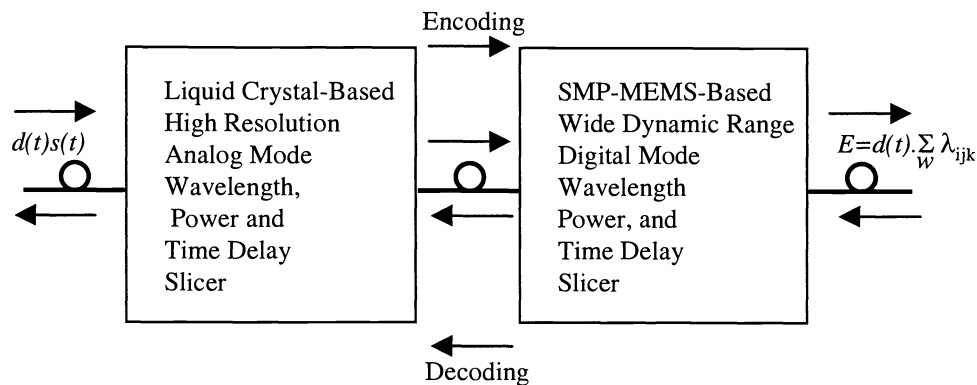 Encoding
d(t)s(t)
Liquid Crystal-Based
High Resolution
Analog Mode
Wavelength,
Power and
Time Delay
Slicer
SMP-MEMS-Based
Wide Dynamic Range
Digital Mode
Wavelength
Power, and
Time Delay
Slicer
E=d(t).Σ λijk
W
Decoding